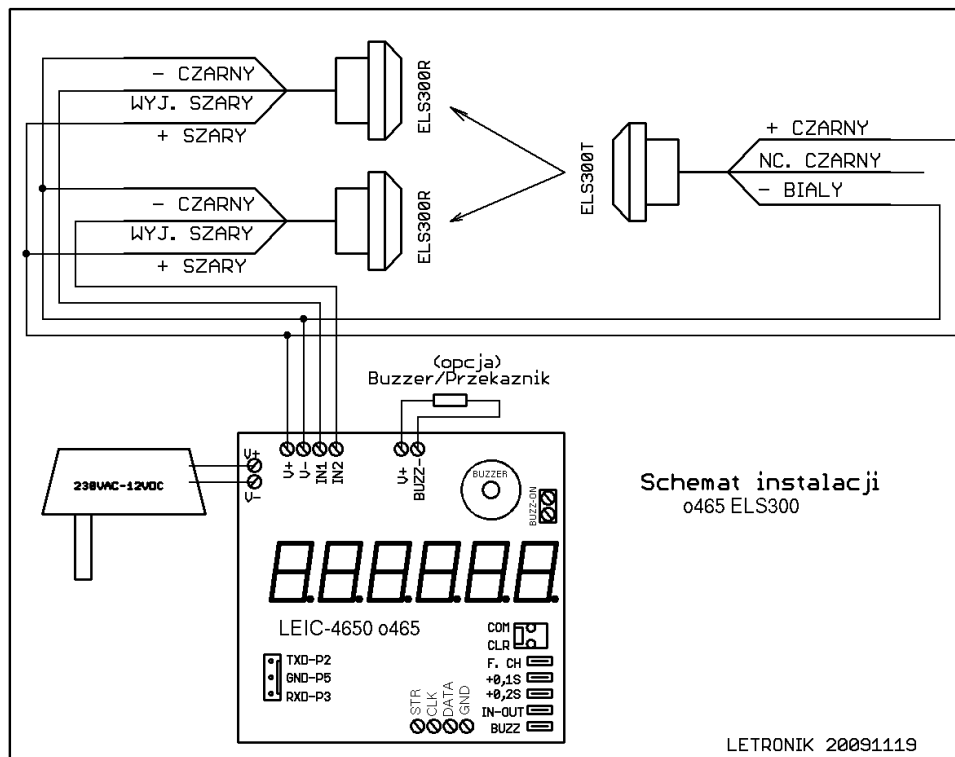 - CZARNY
WYJ. SZARY
+ SZARY
ELS300R
- CZARNY
WYJ. SZARY
+ SZARY
ELS300R
ELS300T
+ CZARNY
NC. CZARNY
- BIALY
(opcja)
Buzzer/Przekaznik
230VAC-12VDC
V+
V-
V+
V-
IN1
IN2
V+
BUZZ-
BUZZER
BUZZ-ON
Schemat instalacji
o465 ELS300
LEIC-4650 o465
TXD-P2
GND-P5
RXD-P3
STR
CLK
DATA
GND
COM
CLR
F. CH
+0,1S
+0,2S
IN-OUT
BUZZ
LETRONIK 20091119